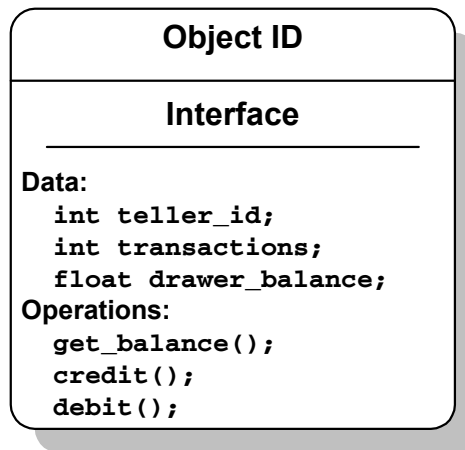 Object ID
Interface
Data:
int teller_id;
int transactions;
float drawer_balance;
Operations:
get_balance();
credit();
debit();